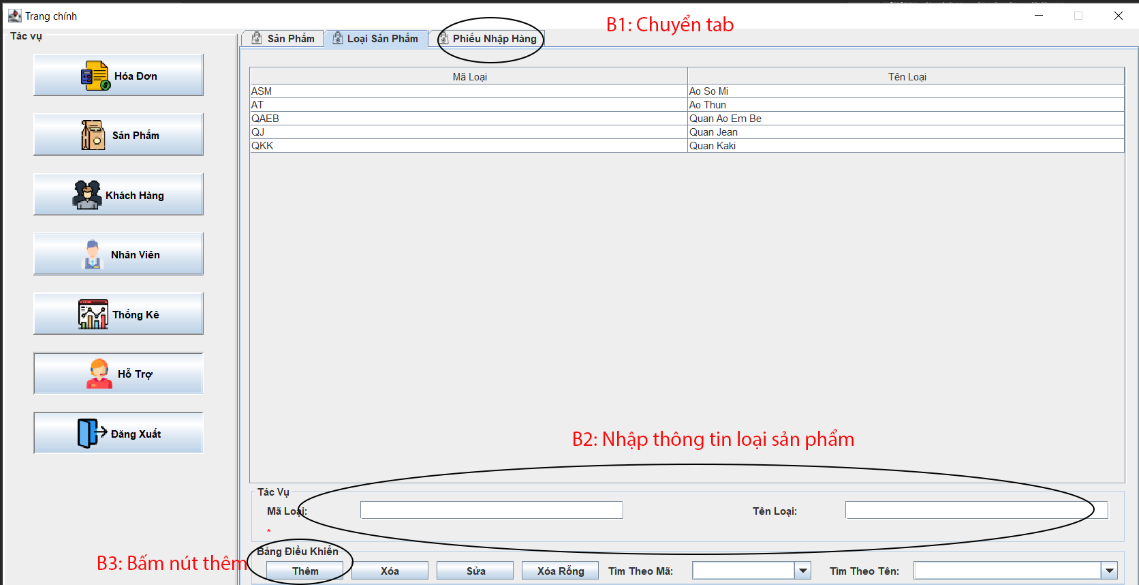 Trang chính
B1: Chuyển tab
Tác vụ
Sản Phẩm
Loại Sản Phẩm
Phiếu Nhập Hàng
Hóa Đơn
Sản Phẩm
Khách Hàng
Nhân Viên
Thống Kê
Hỗ Trợ
Đăng Xuất
Mã Loại Tên Loại
ASM Ao So Mi
AT Ao Thun
QAEB Quan Ao Em Be
QJ Quan Jean
QKK Quan Kaki
B2: Nhập thông tin loại sản phẩm
Tác Vụ
Mã Loại: Tên Loại:
*
B3: Bấm nút thêm
Bảng Điều Khiển
Thêm Xóa Sửa Xóa Rỗng Tìm Theo Mã: Tìm Theo Tên: